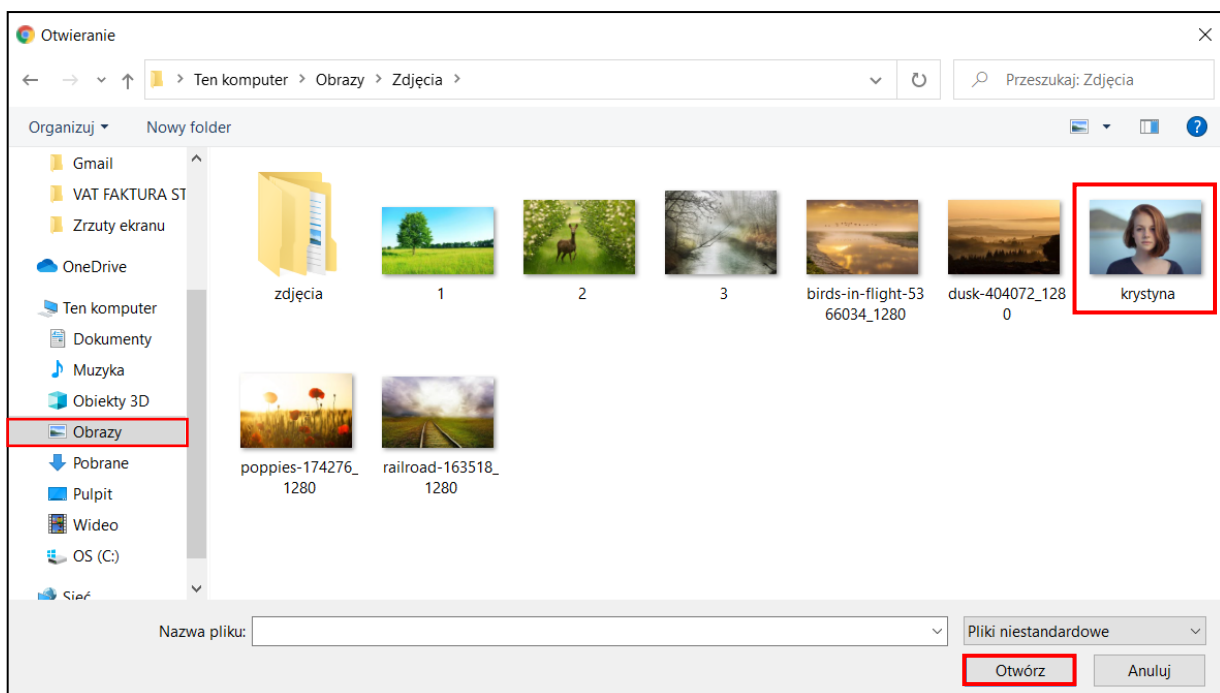 Otwieranie
Ten komputer > Obrazy > Zdjęcia >
Przeszukaj: Zdjęcia
Organizuj
Nowy folder
?
Gmail
VAT FAKTURA ST
Zrzuty ekranu
OneDrive
Ten komputer
Dokumenty
Muzyka
Obiekty 3D
Obrazy
Pobrane
Pulpit
Wideo
OS (C:)
Sieć
zdjęcia
1
2
3
birds-in-flight-53
66034_1280
dusk-404072_128
0
krystyna
poppies-174276_
1280
railroad-163518_
1280
Nazwa pliku:
Pliki niestandardowe
Otwórz
Anuluj